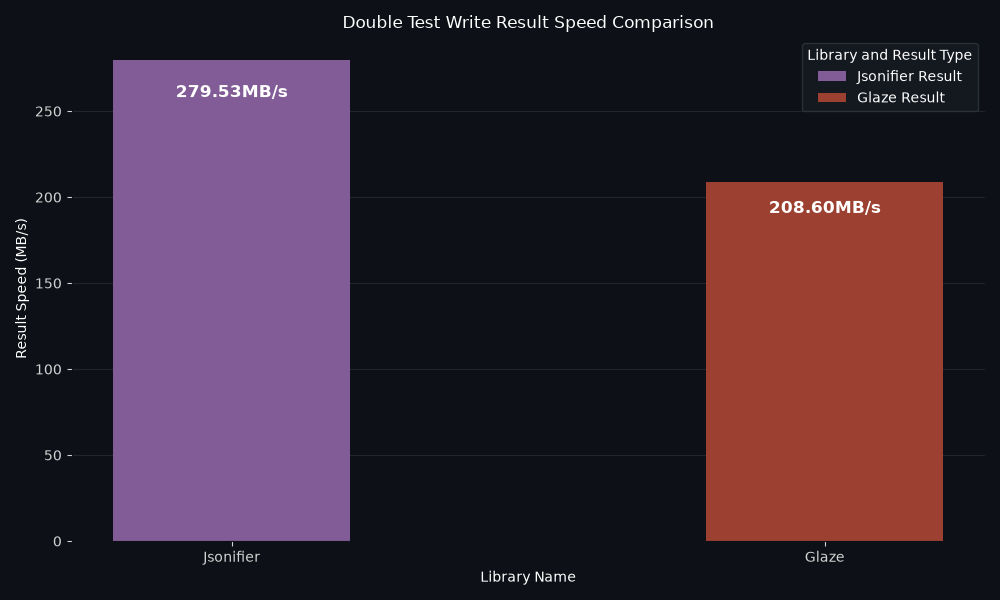 Double Test Write Result Speed Comparison
Library and Result Type
Jsonifier Result
Glaze Result
279.53MB/s
208.60MB/s
Result Speed (MB/s)
250
200
150
100
50
0
Jsonifier
Glaze
Library Name